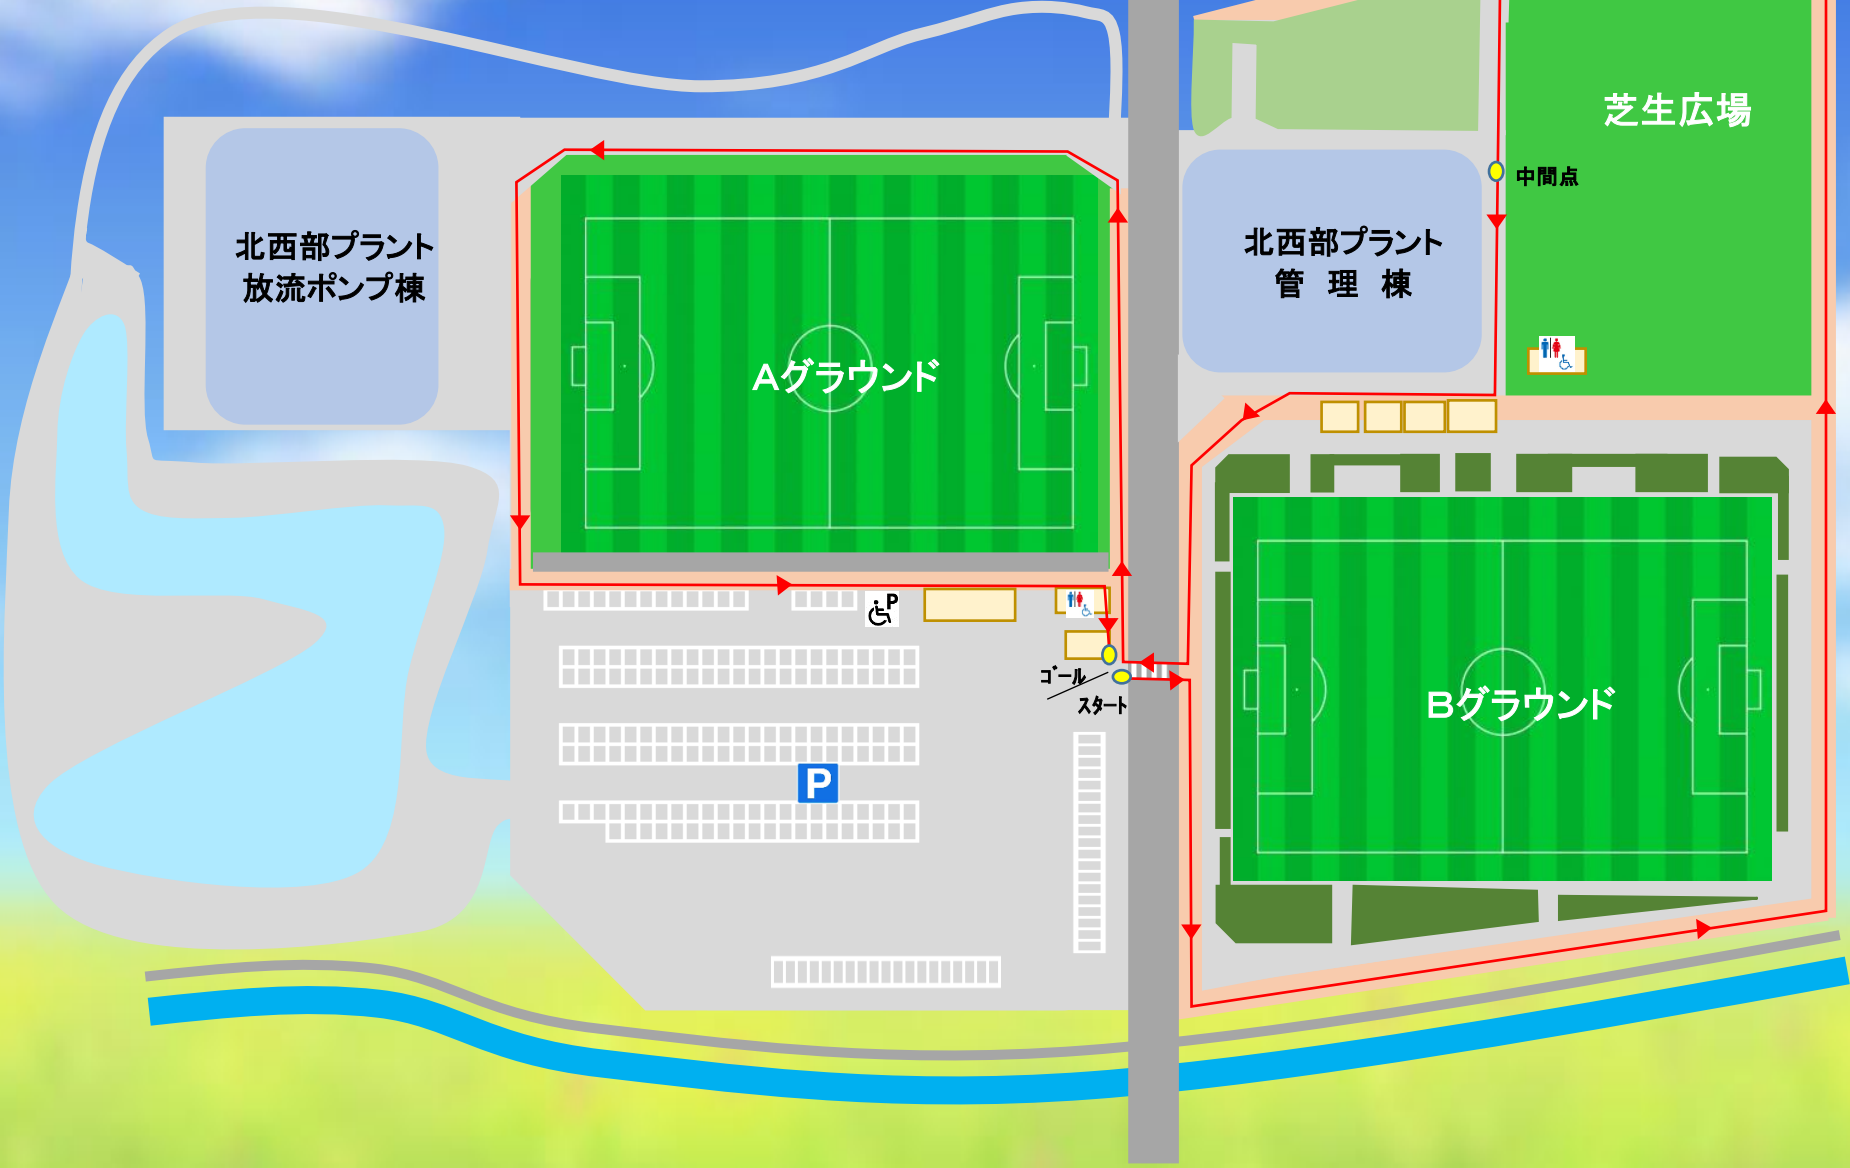 芝生広場
中間点
北西部プラント
放流ポンプ棟
北西部プラント
管 理 棟
Aグラウンド
P
ゴール
スタート
Bグラウンド
P